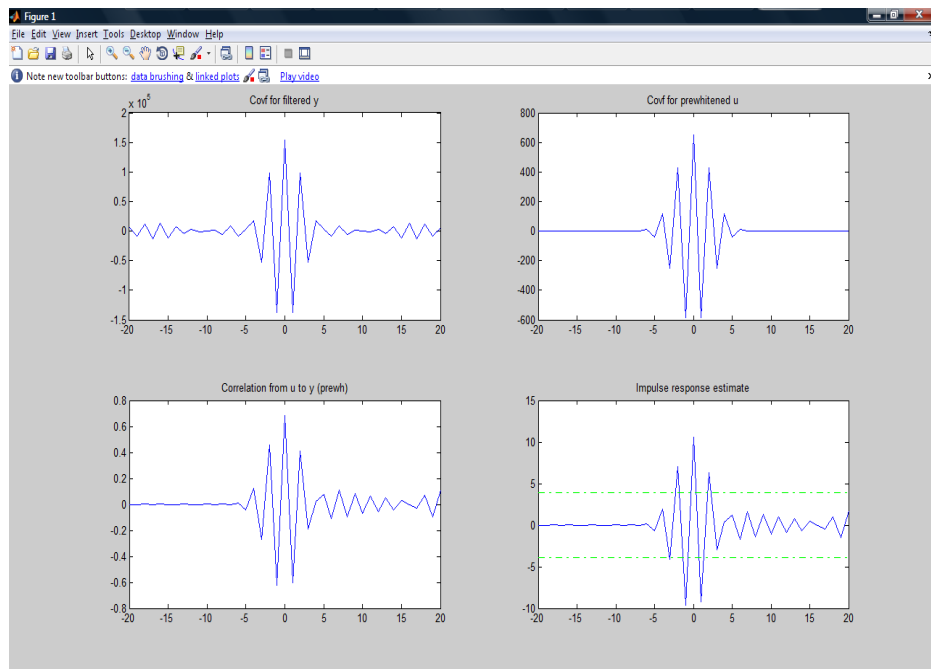 Figure 1
File Edit View Insert Tools Desktop Window Help
Note new toolbar buttons: data brushing & linked plots Play video
Covf for filtered y
x 10^5
2
1.5
1
0.5
0
-0.5
-1
-1.5
-20 -15 -10 -5 0 5 10 15 20
Covf for prewhitened u
800
600
400
200
0
-200
-400
-600
-20 -15 -10 -5 0 5 10 15 20
Correlation from u to y (prewh)
0.8
0.6
0.4
0.2
0
-0.2
-0.4
-0.6
-0.8
-20 -15 -10 -5 0 5 10 15 20
Impulse response estimate
15
10
5
0
-5
-10
-20 -15 -10 -5 0 5 10 15 20